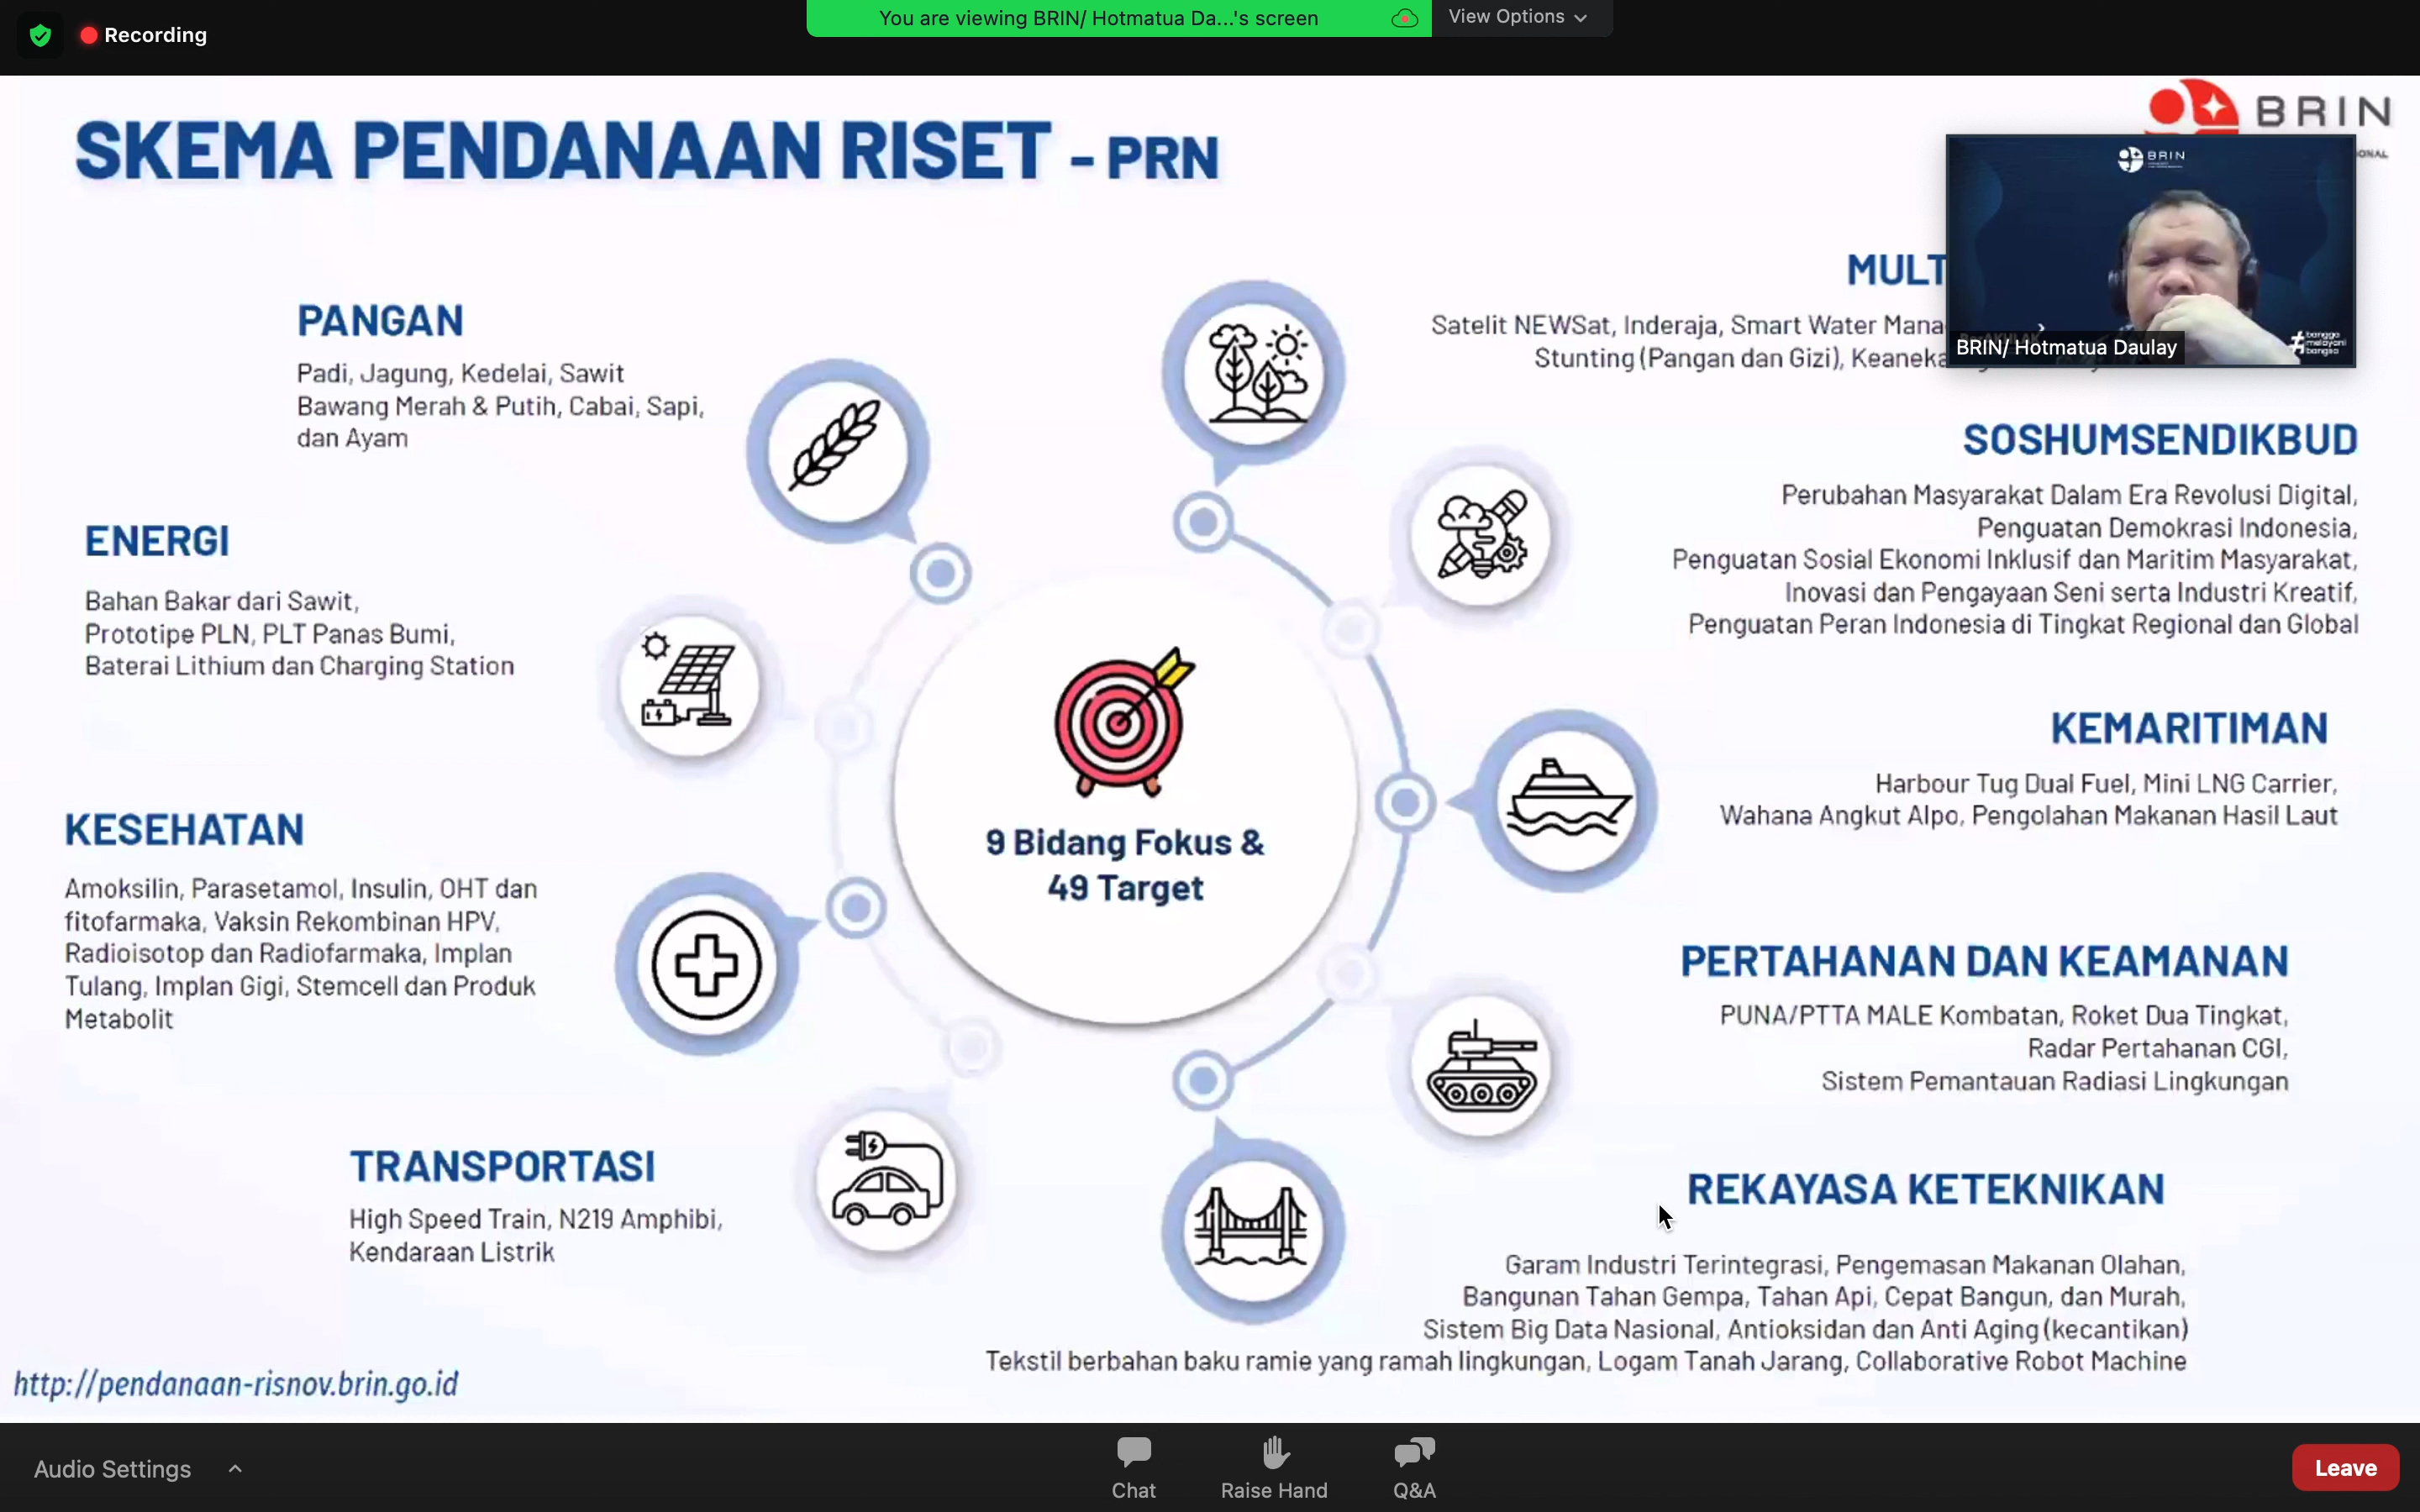 Recording
You are viewing BRIN/ Hotmatua Da...'s screen
View Options
SKEMA PENDANAAN RISET - PRN
BRIN
PANGAN
Padi, Jagung, Kedelai, Sawit
Bawang Merah & Putih, Cabai, Sapi,
dan Ayam
ENERGI
Bahan Bakar dari Sawit,
Prototipe PLN, PLT Panas Bumi,
Baterai Lithium dan Charging Station
KESEHATAN
Amoksilin, Parasetamol, Insulin, OHT dan
fitofarmaka, Vaksin Rekombinan HPV,
Radioisotop dan Radiofarmaka, Implan
Tulang, Implan Gigi, Stemcell dan Produk
Metabolit
TRANSPORTASI
High Speed Train, N219 Amphibi,
Kendaraan Listrik
http://pendanaan-risnov.brin.go.id
9 Bidang Fokus &
49 Target
BRIN
BRIN/ Hotmatua Daulay
#bangga
melayani
bangsa
MULT
Satelit NEWSat, Inderaja, Smart Water Mana
Stunting (Pangan dan Gizi), Keaneka
SOSHUMSENDIKBUD
Perubahan Masyarakat Dalam Era Revolusi Digital,
Penguatan Demokrasi Indonesia,
Penguatan Sosial Ekonomi Inklusif dan Maritim Masyarakat,
Inovasi dan Pengayaan Seni serta Industri Kreatif,
Penguatan Peran Indonesia di Tingkat Regional dan Global
KEMARITIMAN
Harbour Tug Dual Fuel, Mini LNG Carrier,
Wahana Angkut Alpo, Pengolahan Makanan Hasil Laut
PERTAHANAN DAN KEAMANAN
PUNA/PTTA MALE Kombatan, Roket Dua Tingkat,
Radar Pertahanan CGI,
Sistem Pemantauan Radiasi Lingkungan
REKAYASA KETEKNIKAN
Garam Industri Terintegrasi, Pengemasan Makanan Olahan,
Bangunan Tahan Gempa, Tahan Api, Cepat Bangun, dan Murah,
Sistem Big Data Nasional, Antioksidan dan Anti Aging (kecantikan)
Tekstil berbahan baku ramie yang ramah lingkungan, Logam Tanah Jarang, Collaborative Robot Machine
Audio Settings
Chat
Raise Hand
Q&A
Leave